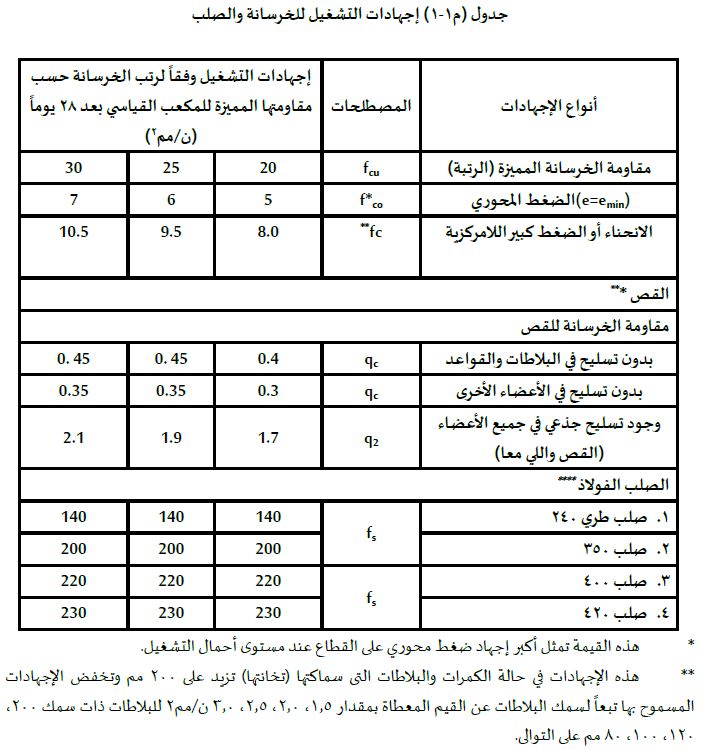 جدول (م١-١) إجهادات التشغيل للخرسانة والصلب
أنواع الإجهادات المصطلحات إجهادات التشغيل وفقاً لرتب الخرسانة حسب
مقاومتها المميزة للمكعب القياسي بعد ٢٨ يوماً
(ن/مم٢)
مقاومة الخرسانة المميزة (الرتبة) fcu 20 25 30
(e=emin)الضغط المحوري f*co 5 6 7
الانحناء أو الضغط كبير اللامركزية fc** 8.0 9.5 10.5
القص ***
مقاومة الخرسانة للقص
بدون تسليح في البلاطات والقواعد qc 0.4 0. 45 0. 45
بدون تسليح في الأعضاء الأخرى qc 0.3 0.35 0.35
وجود تسليح جذعي في جميع الأعضاء
(القص واللي معا) q2 1.7 1.9 2.1
الصلب الفولاذ****
١. صلب طري ٢٤٠ fs 140 140 140
٢. صلب ٣٥٠ 200 200 200
٣. صلب ٤٠٠ fs 220 220 220
٤. صلب ٤٢٠ 230 230 230
* هذه القيمة تمثل أكبر إجهاد ضغط محوري على القطاع عند مستوى أحمال التشغيل.
** هذه الإجهادات في حالة الكمرات والبلاطات التى سماكتها (تخانتها) تزيد على ٢٠٠ مم وتخفض الإجهادات
المسموح بها تبعاً لسمك البلاطات عن القيم المعطاة بمقدار ١,٥، ٢,٠، ٢,٥، ٣,٠ ن/مم٢ للبلاطات ذات سمك ٢٠٠،
١٢٠، ١٠٠، ٨٠ مم على التوالى.